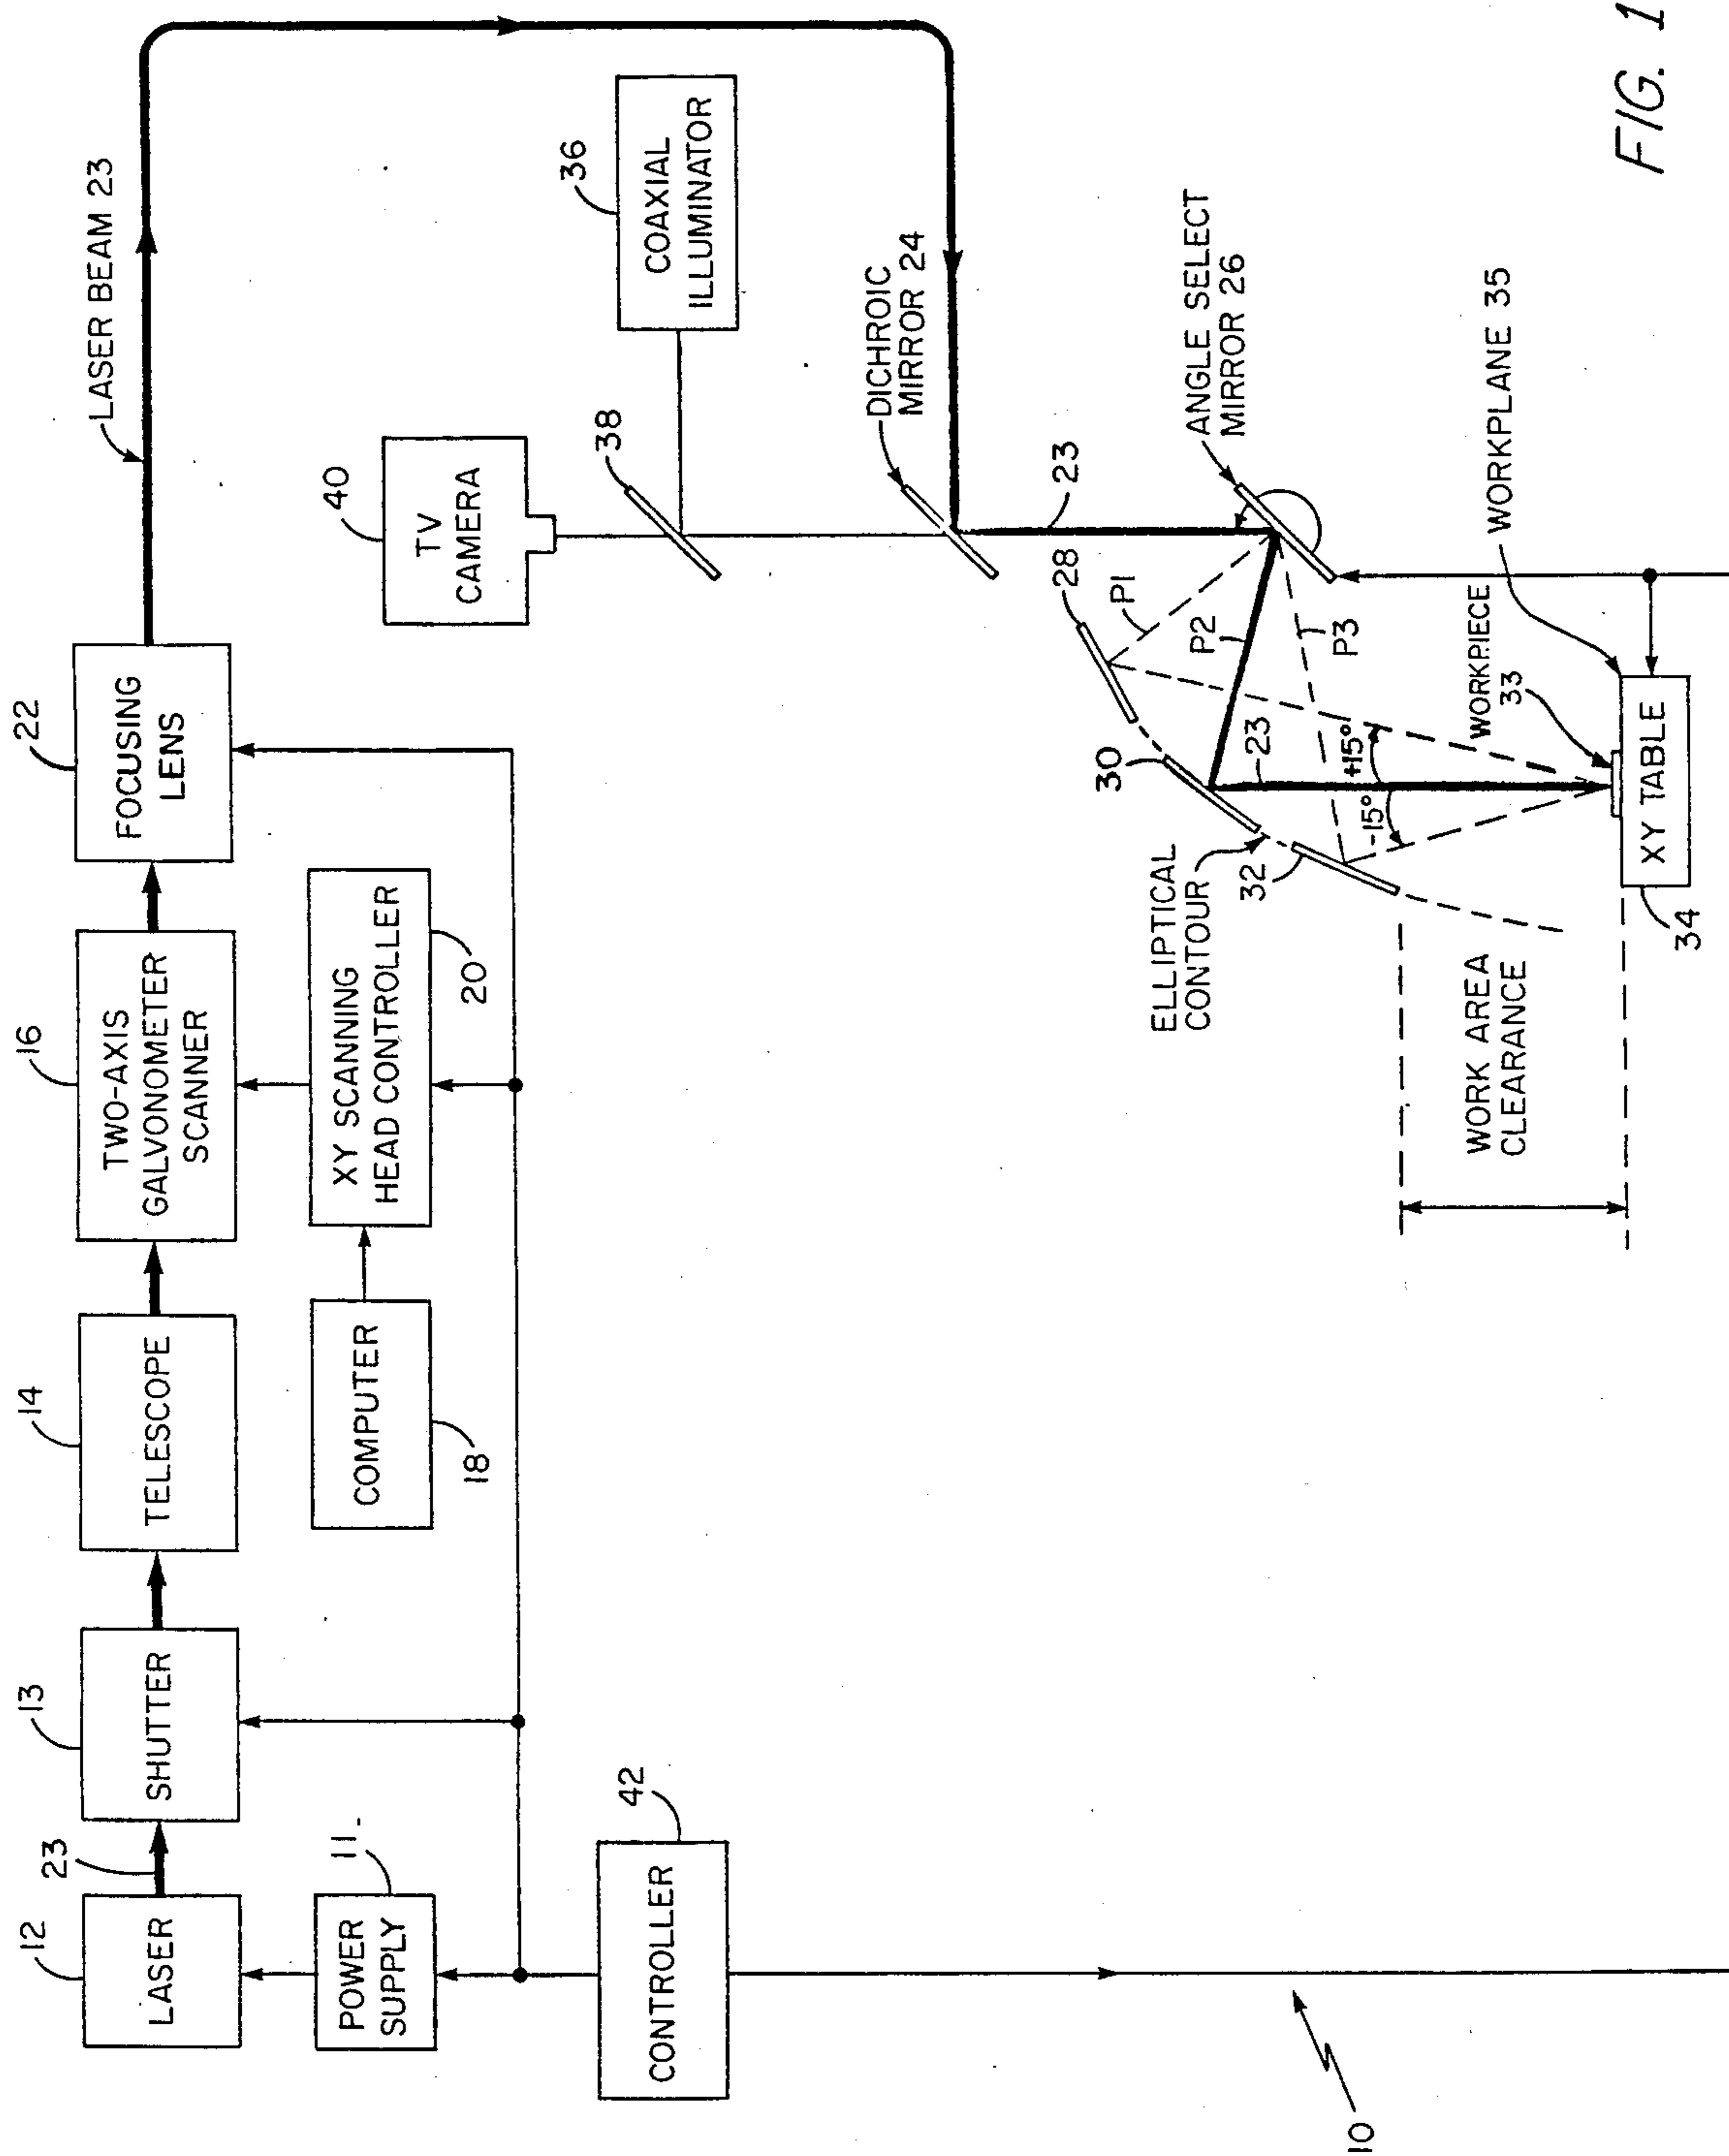 LASER BEAM 23
12
LASER
23
13
SHUTTER
14
TELESCOPE
16
TWO-AXIS
GALVONOMETER
SCANNER
22
FOCUSING
LENS
11.
POWER
SUPPLY
COMPUTER
18
XY SCANNING
HEAD CONTROLLER
20
42
CONTROLLER
10
40
TV
CAMERA
38
36
COAXIAL
ILLUMINATOR
DICHROIC
MIRROR 24
23
ANGLE SELECT
MIRROR 26
28
P1
P2
P3
30
23
+15°
-15°
ELLIPTICAL
CONTOUR
32
WORKPIECE
33
WORKPLANE 35
XY TABLE
34
WORK AREA
CLEARANCE
FIG. 1